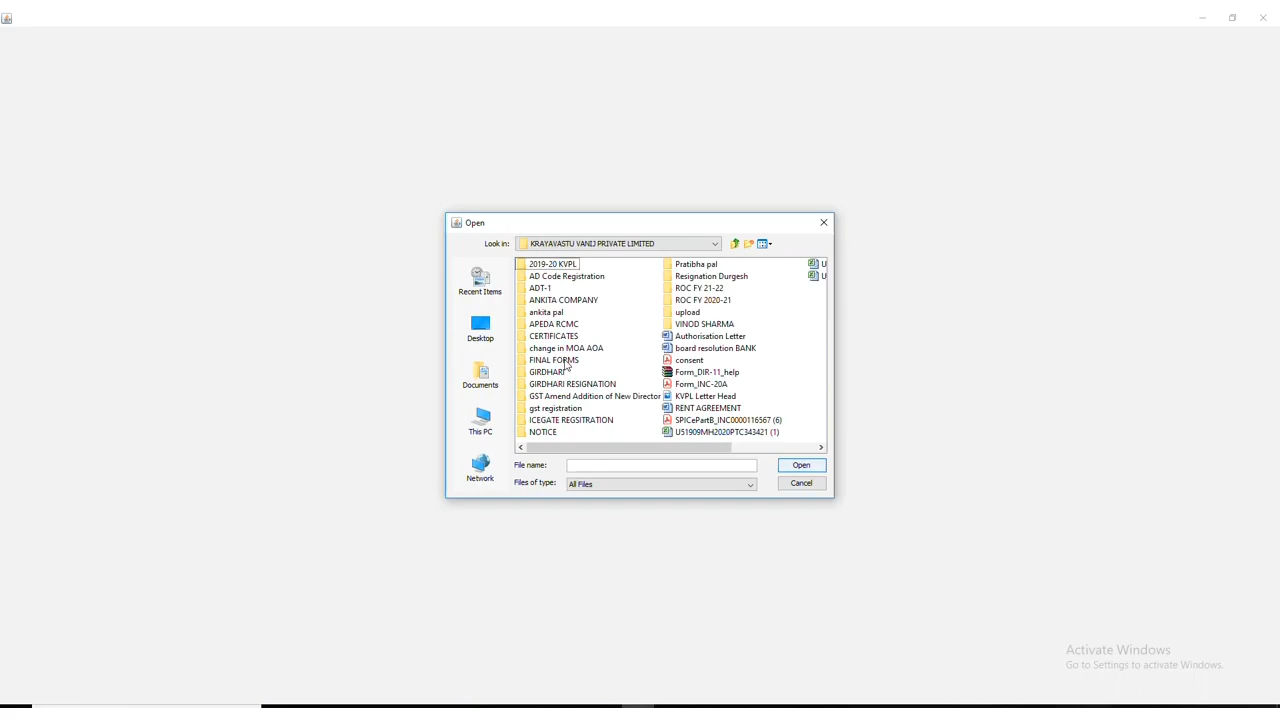 Open
Look in:
KRAYAVASTU VANIJ PRIVATE LIMITED
Recent Items
Desktop
Documents
This PC
Network
2019-20 KVPL
AD Code Registration
ADT-1
ANKITA COMPANY
ankita pal
APEDA RCMC
CERTIFICATES
change in MOA AOA
FINAL FORMS
GIRDHARI
GIRDHARI RESIGNATION
GST Amend Addition of New Director
gst registration
ICEGATE REGSITRATION
NOTICE
Pratibha pal
Resignation Durgesh
ROC FY 21-22
ROC FY 2020-21
upload
VINOD SHARMA
Authorisation Letter
board resolution BANK
consent
Form_DIR-11_help
Form_INC-20A
KVPL Letter Head
RENT AGREEMENT
SPICePartB_INC0000116567 (6)
U51909MH2020PTC343421 (1)
U
U
File name:
Open
Files of type:
All Files
Cancel
Activate Windows
Go to Settings to activate Windows.